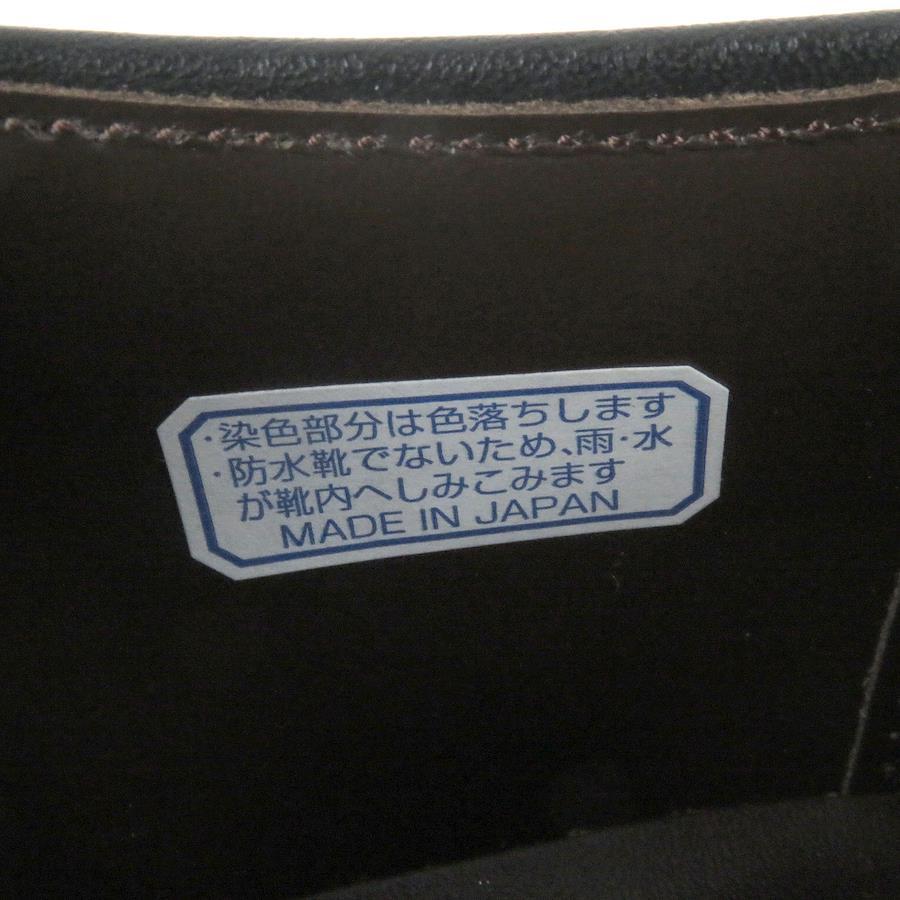 ・染色部分は色落ちします
・防水靴でないため、雨・水
が靴内へしみこみます
MADE IN JAPAN